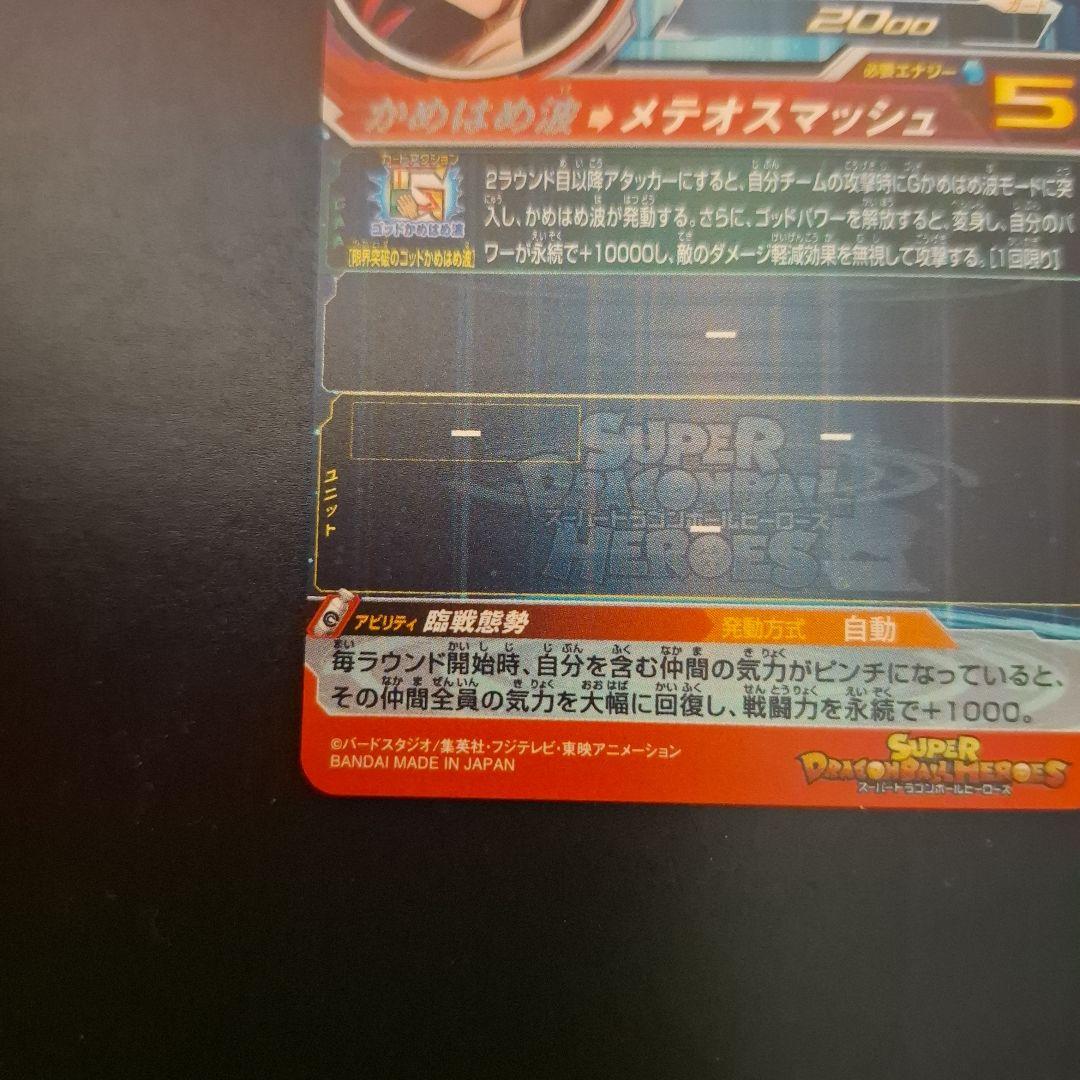 カード
2000
必要エナジー
5
かめはめ波➡メテオスマッシュ
カードアクション
ゴッドかめはめ波
[限界突破のゴッドかめはめ波]
2ラウンド目以降アタッカーにすると、自分チームの攻撃時にGかめはめ波モードに突
入し、かめはめ波が発動する。さらに、ゴッドパワーを解放すると、変身し、自分のパ
ワーが永続で+10000し、敵のダメージ軽減効果を無視して攻撃する。[1回限り]
ー
ー
ー
ー
ユニット
SUPER
DRAGONBALL
スーパードラゴンボールヒーローズ
HEROES
アビリティ 臨戦態勢
発動方式 自動
毎ラウンド開始時、自分を含む仲間の気力がピンチになっていると、
その仲間全員の気力を大幅に回復し、戦闘力を永続で+1000。
©バードスタジオ/集英社・フジテレビ・東映アニメーション
BANDAI MADE IN JAPAN
SUPER
DRAGONBALL HEROES
スーパードラゴンボールヒーローズ